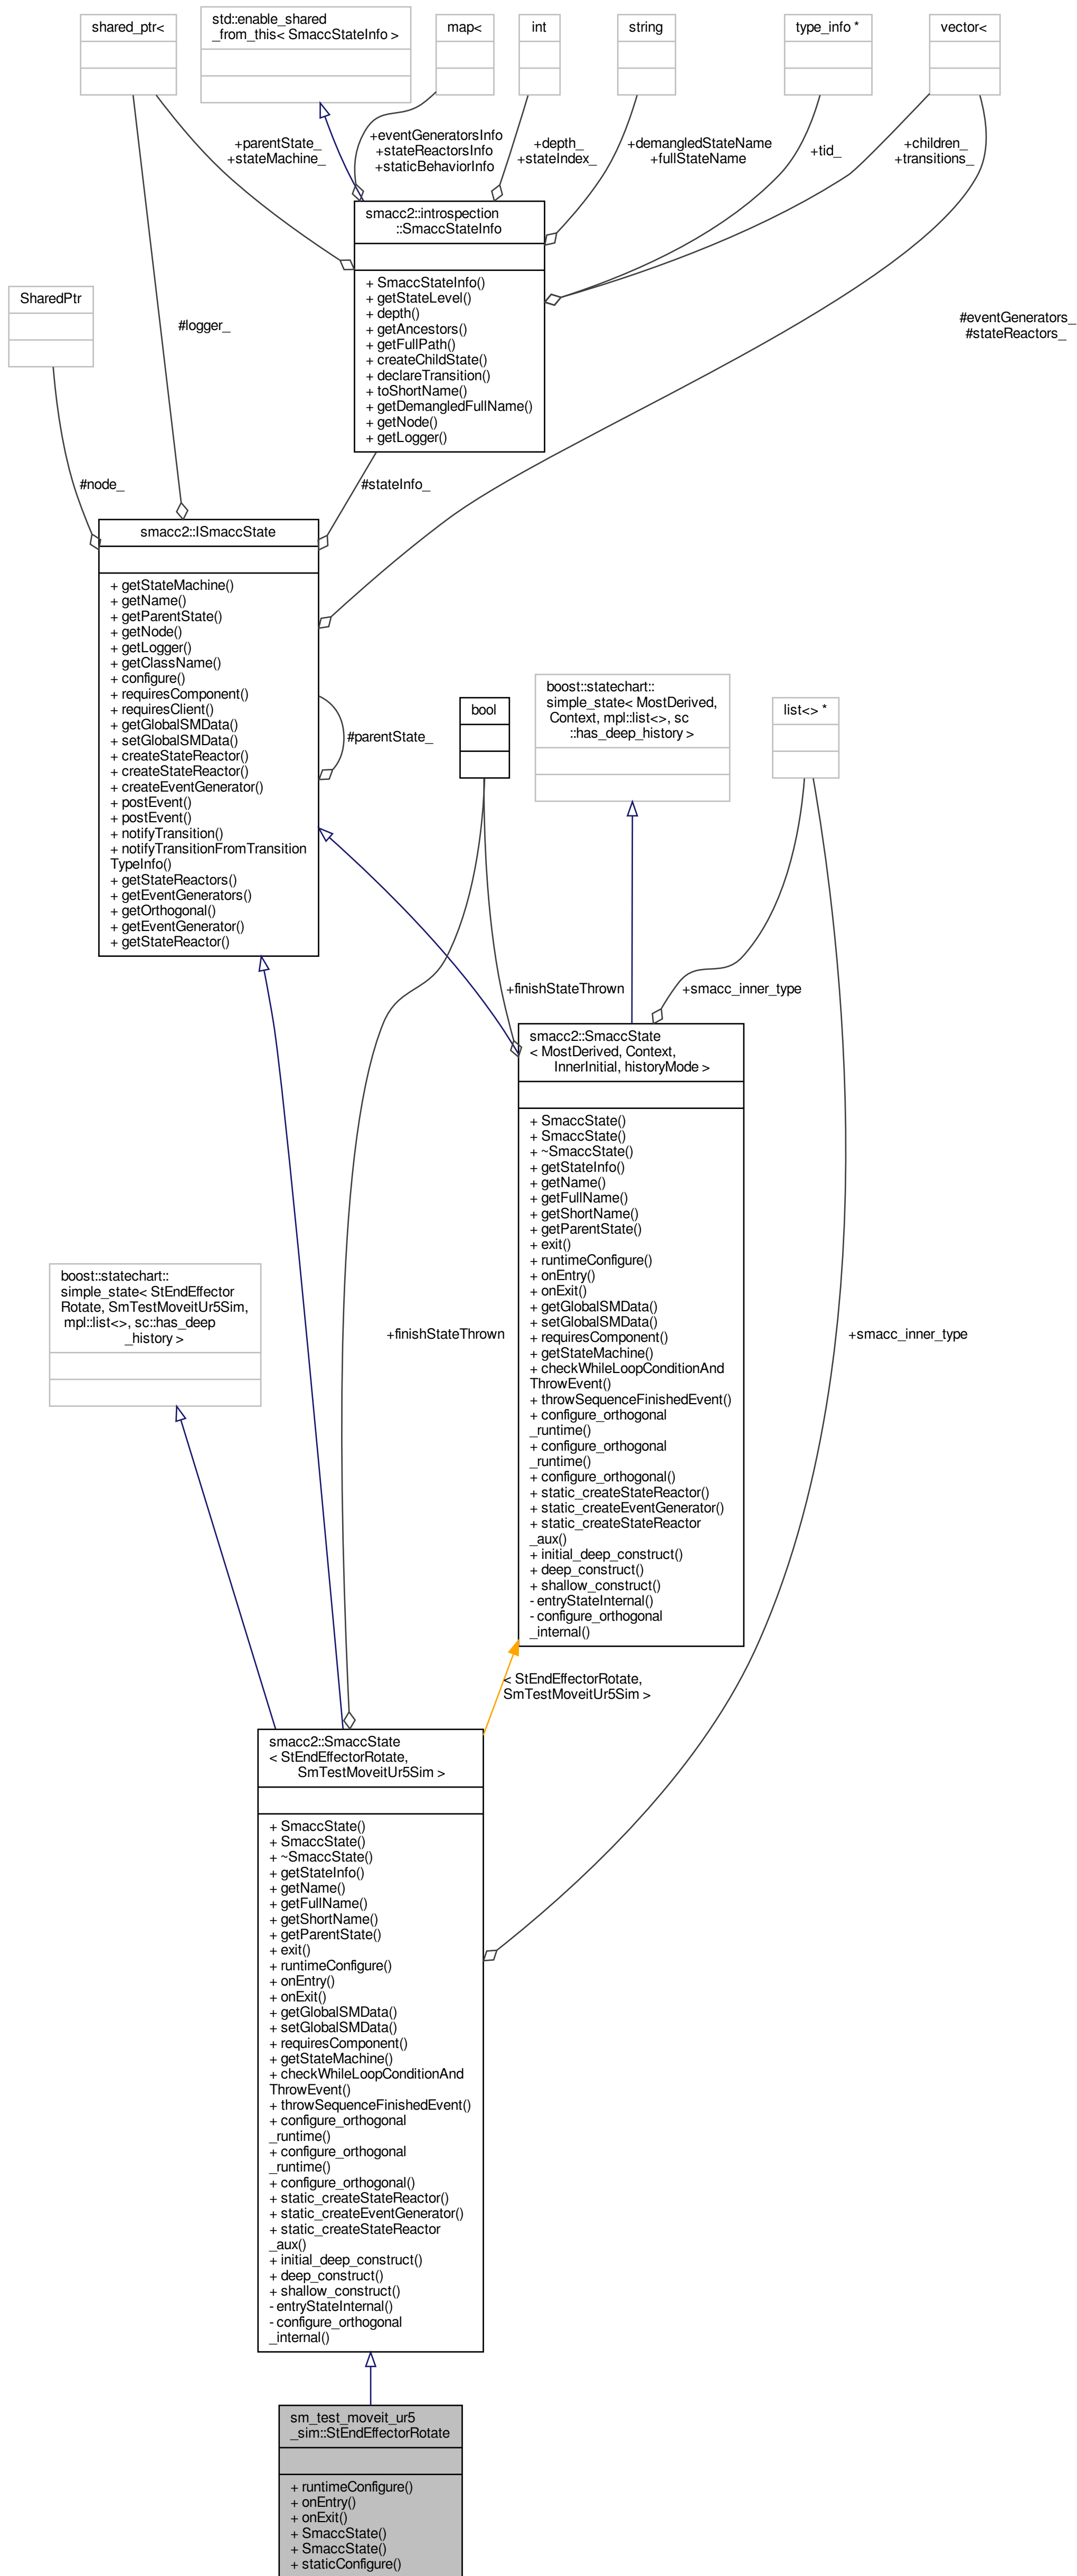 shared_ptr<
std::enable_shared
_from_this< SmaccStateInfo >
map<
int
string
type_info *
vector<
+parentState_
+stateMachine_
+eventGeneratorsInfo
+stateReactorsInfo
+staticBehaviorInfo
+depth_
+stateIndex_
+demangledStateName
+fullStateName
+tid_
+children_
+transitions_
smacc2::introspection
::SmaccStateInfo
+ SmaccStateInfo()
+ getStateLevel()
+ depth()
+ getAncestors()
+ getFullPath()
+ createChildState()
+ declareTransition()
+ toShortName()
+ getDemangledFullName()
+ getNode()
+ getLogger()
SharedPtr
#logger_
#eventGenerators_
#stateReactors_
#node_
#stateInfo_
smacc2::ISmaccState
+ getStateMachine()
+ getName()
+ getParentState()
+ getNode()
+ getLogger()
+ getClassName()
+ configure()
+ requiresComponent()
+ requiresClient()
+ getGlobalSMData()
+ setGlobalSMData()
+ createStateReactor()
+ createStateReactor()
+ createEventGenerator()
+ postEvent()
+ postEvent()
+ notifyTransition()
+ notifyTransitionFromTransition
TypeInfo()
+ getStateReactors()
+ getEventGenerators()
+ getOrthogonal()
+ getEventGenerator()
+ getStateReactor()
#parentState_
bool
boost::statechart::
simple_state< MostDerived,
Context, mpl::list<>, sc
::has_deep_history >
list<> *
+finishStateThrown
+smacc_inner_type
smacc2::SmaccState
< MostDerived, Context,
InnerInitial, historyMode >
+ SmaccState()
+ SmaccState()
+ ~SmaccState()
+ getStateInfo()
+ getName()
+ getFullName()
+ getShortName()
+ getParentState()
+ exit()
+ runtimeConfigure()
+ onEntry()
+ onExit()
+ getGlobalSMData()
+ setGlobalSMData()
+ requiresComponent()
+ getStateMachine()
+ checkWhileLoopConditionAnd
ThrowEvent()
+ throwSequenceFinishedEvent()
+ configure_orthogonal
_runtime()
+ configure_orthogonal
_runtime()
+ configure_orthogonal()
+ static_createStateReactor()
+ static_createEventGenerator()
+ static_createStateReactor
_aux()
+ initial_deep_construct()
+ deep_construct()
+ shallow_construct()
- entryStateInternal()
- configure_orthogonal
_internal()
boost::statechart::
simple_state< StEndEffector
Rotate, SmTestMoveitUr5Sim,
mpl::list<>, sc::has_deep
_history >
+finishStateThrown
+smacc_inner_type
< StEndEffectorRotate,
SmTestMoveitUr5Sim >
smacc2::SmaccState
< StEndEffectorRotate,
SmTestMoveitUr5Sim >
+ SmaccState()
+ SmaccState()
+ ~SmaccState()
+ getStateInfo()
+ getName()
+ getFullName()
+ getShortName()
+ getParentState()
+ exit()
+ runtimeConfigure()
+ onEntry()
+ onExit()
+ getGlobalSMData()
+ setGlobalSMData()
+ requiresComponent()
+ getStateMachine()
+ checkWhileLoopConditionAnd
ThrowEvent()
+ throwSequenceFinishedEvent()
+ configure_orthogonal
_runtime()
+ configure_orthogonal
_runtime()
+ configure_orthogonal()
+ static_createStateReactor()
+ static_createEventGenerator()
+ static_createStateReactor
_aux()
+ initial_deep_construct()
+ deep_construct()
+ shallow_construct()
- entryStateInternal()
- configure_orthogonal
_internal()
sm_test_moveit_ur5
_sim::StEndEffectorRotate
+ runtimeConfigure()
+ onEntry()
+ onExit()
+ SmaccState()
+ SmaccState()
+ staticConfigure()